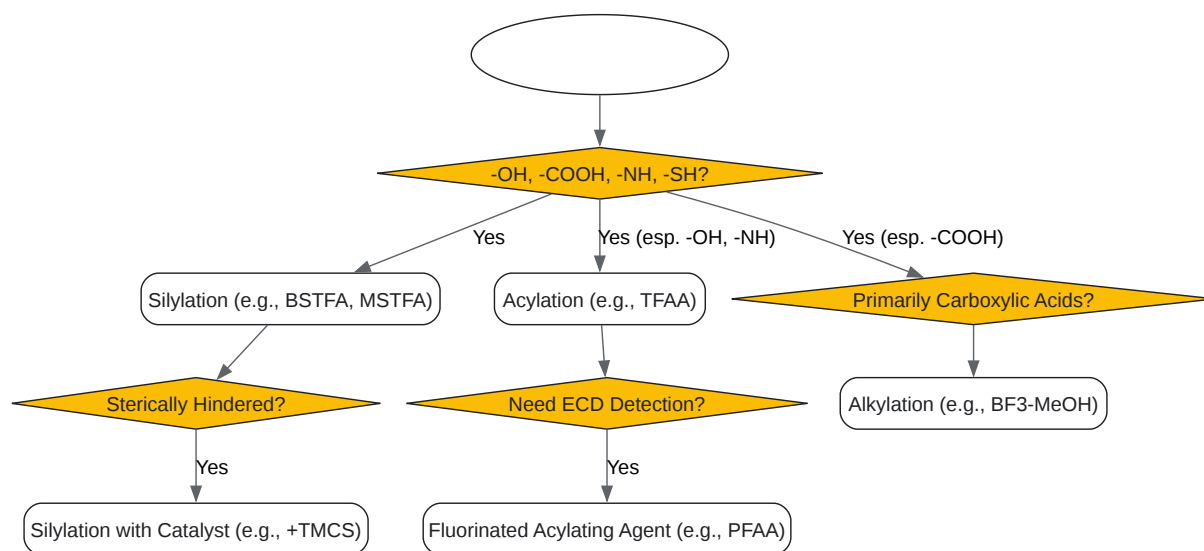 -OH, -COOH, -NH, -SH?
Yes
Yes (esp. -OH, -NH)
Yes (esp. -COOH)
Silylation (e.g., BSTFA, MSTFA)
Acylation (e.g., TFAA)
Primarily Carboxylic Acids?
Sterically Hindered?
Need ECD Detection?
Alkylation (e.g., BF3-MeOH)
Yes
Yes
Silylation with Catalyst (e.g., +TMCS)
Fluorinated Acylating Agent (e.g., PFAA)